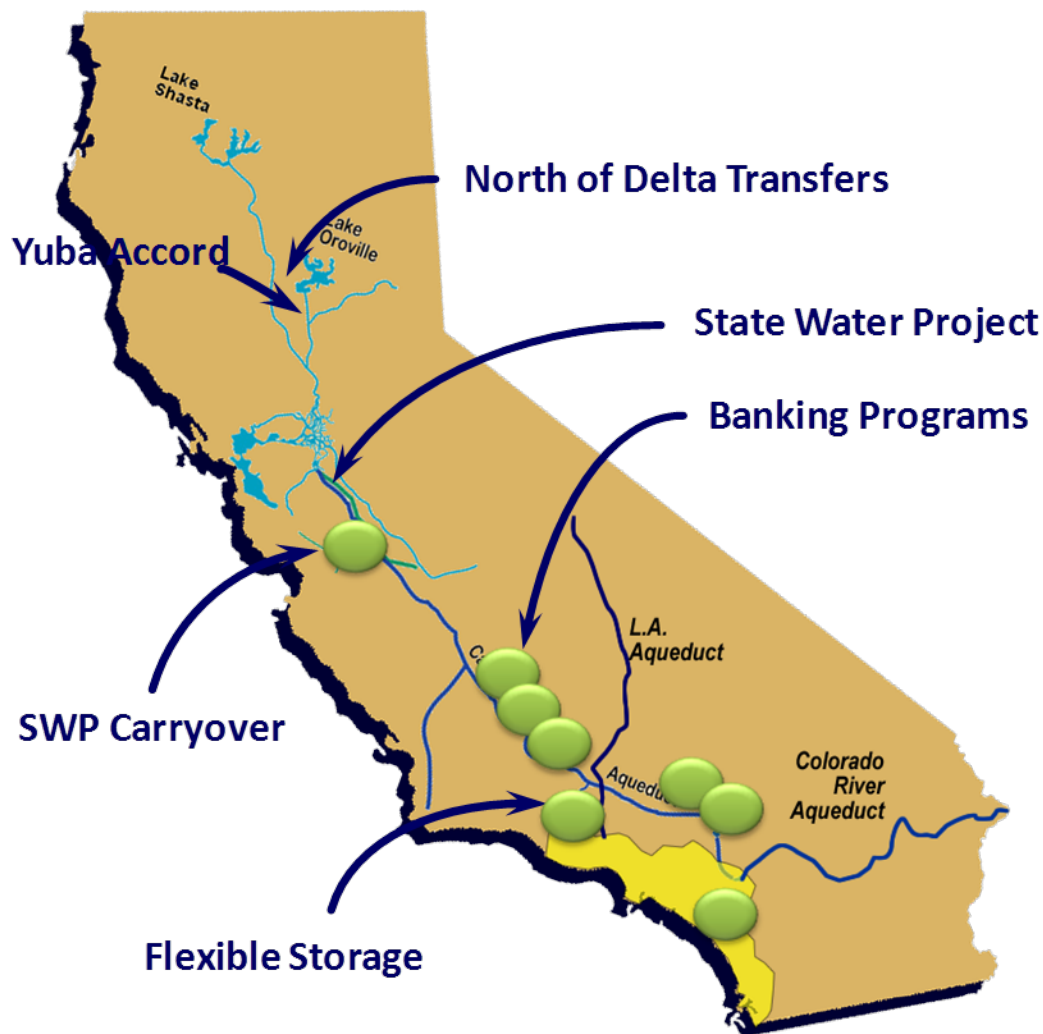 Lake
Shasta
North of Delta Transfers
Lake
Oroville
Yuba Accord
State Water Project
Banking Programs
L.A.
Aqueduct
SWP Carryover
Colorado
River
Aqueduct
Aqueduct
Flexible Storage